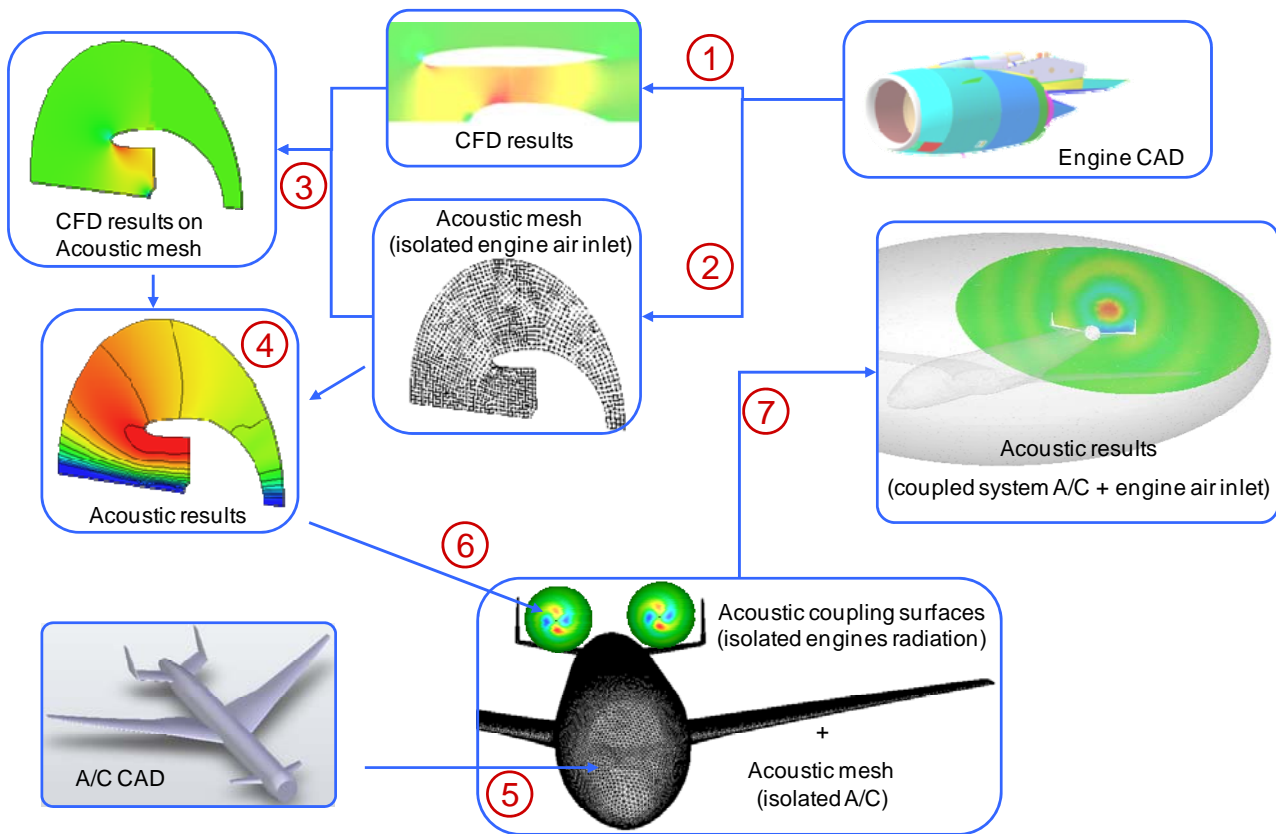 1
CFD results
Engine CAD
3
CFD results on
Acoustic mesh
Acoustic mesh
(isolated engine air inlet)
2
4
Acoustic results
7
Acoustic results
(coupled system A/C + engine air inlet)
6
Acoustic coupling surfaces
(isolated engines radiation)
+
Acoustic mesh
(isolated A/C)
A/C CAD
5